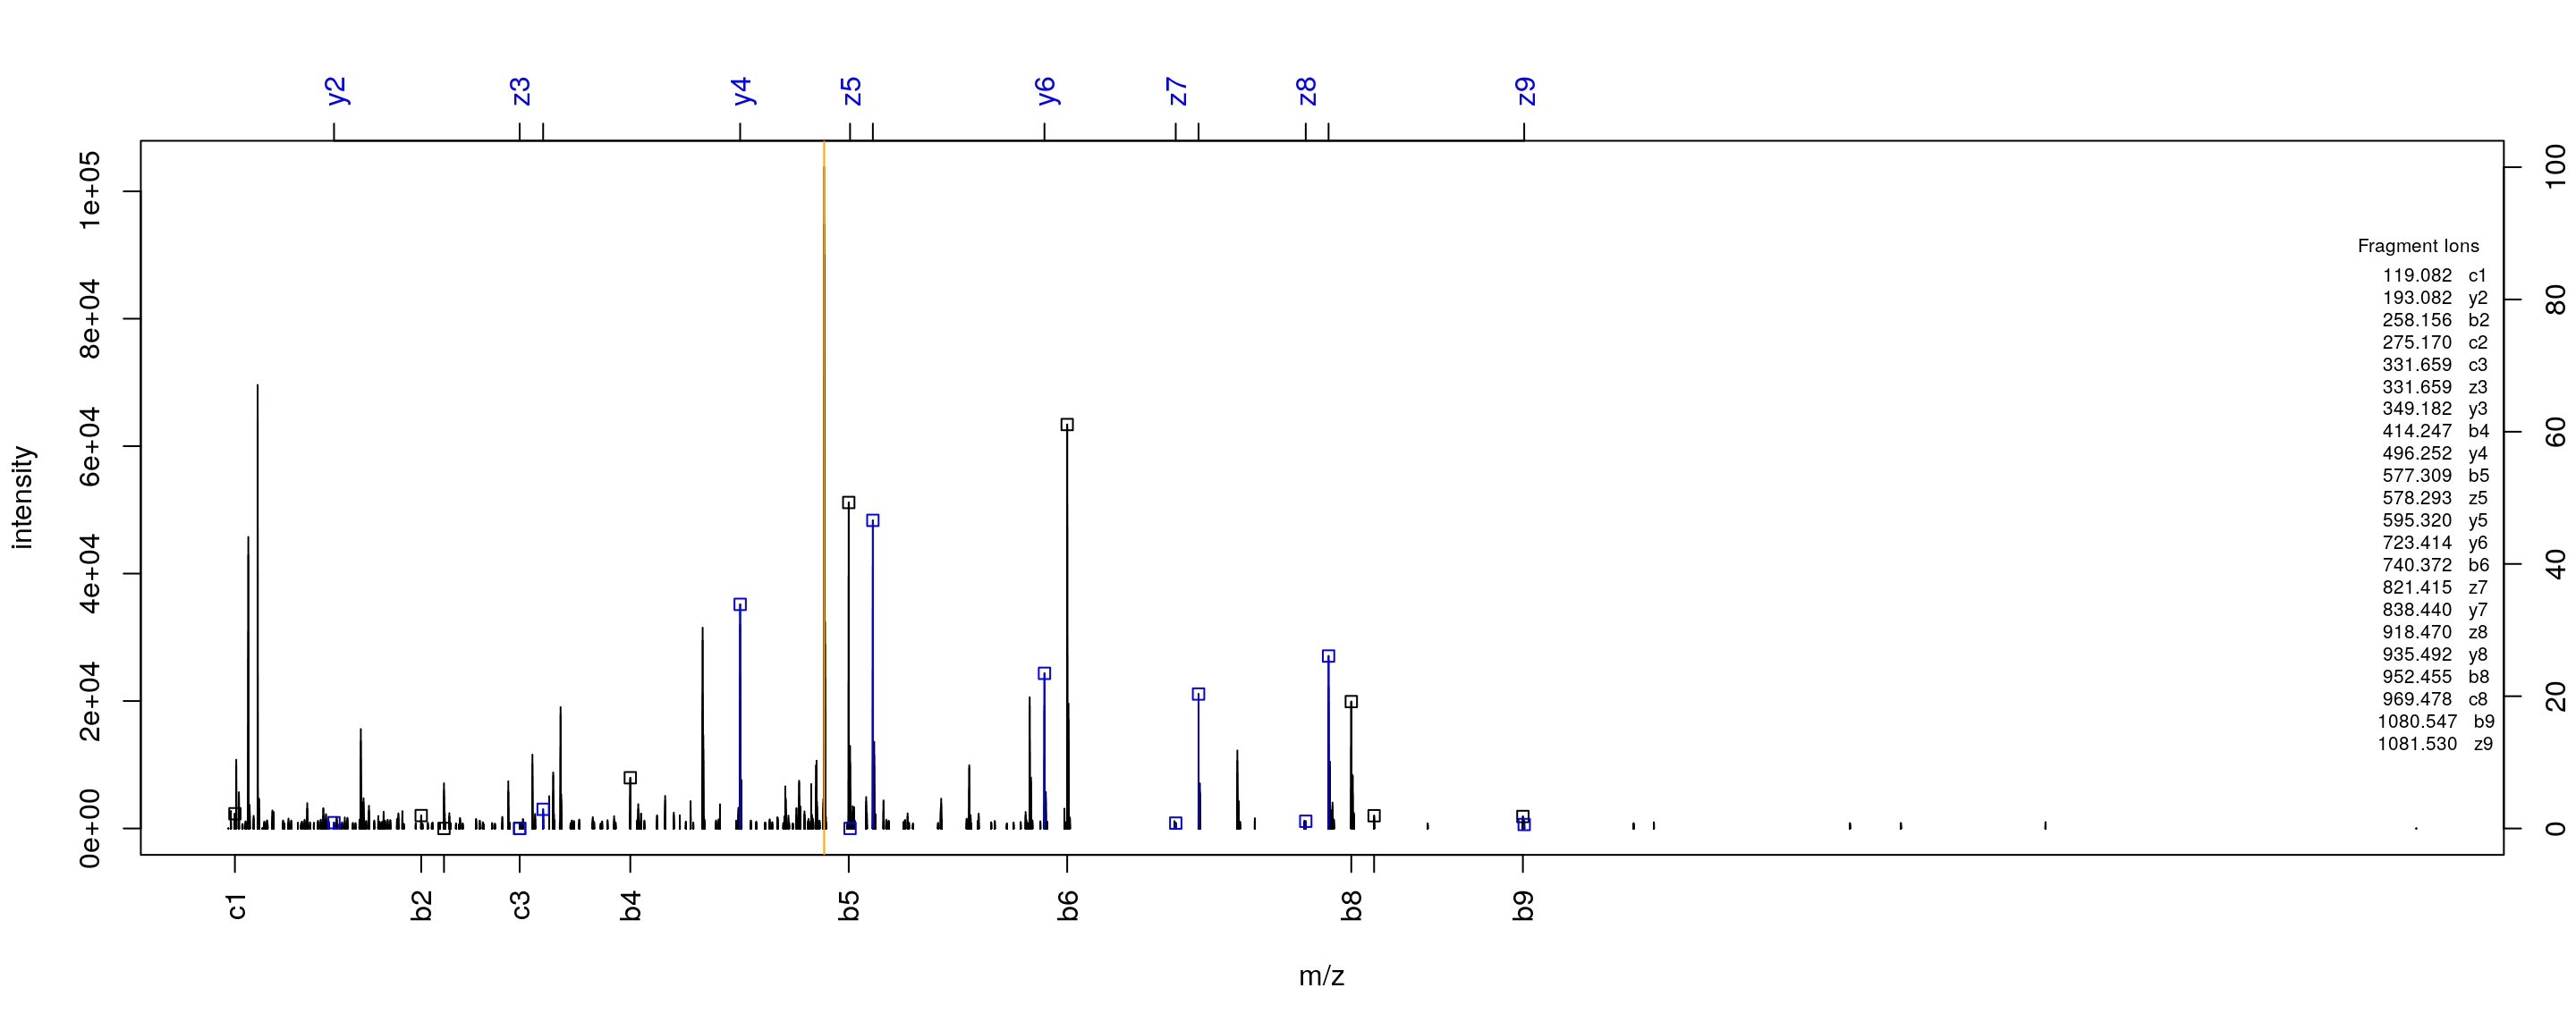 y2 z3 y4 z5 y6 z7 z8 z9
intensity
0e+00 2e+04 4e+04 6e+04 8e+04 1e+05
0 20 40 60 80 100
Fragment Ions
119.082 c1
193.082 y2
258.156 b2
275.170 c2
331.659 c3
331.659 z3
349.182 y3
414.247 b4
496.252 y4
577.309 b5
578.293 z5
595.320 y5
723.414 y6
740.372 b6
821.415 z7
838.440 y7
918.470 z8
935.492 y8
952.455 b8
969.478 c8
1080.547 b9
1081.530 z9
c1 b2 c3 b4 b5 b6 b8 b9
m/z